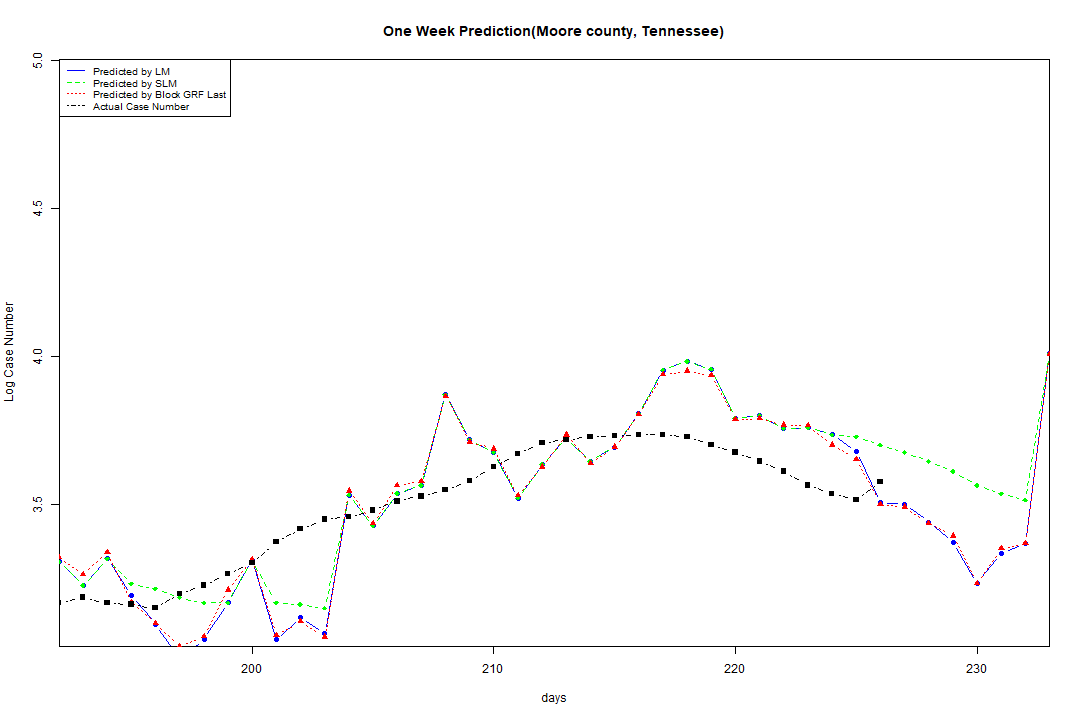 One Week Prediction(Moore county, Tennessee)
Predicted by LM
Predicted by SLM
Predicted by Block GRF Last
Actual Case Number
5.0
4.5
4.0
3.5
Log Case Number
200 210 220 230
days